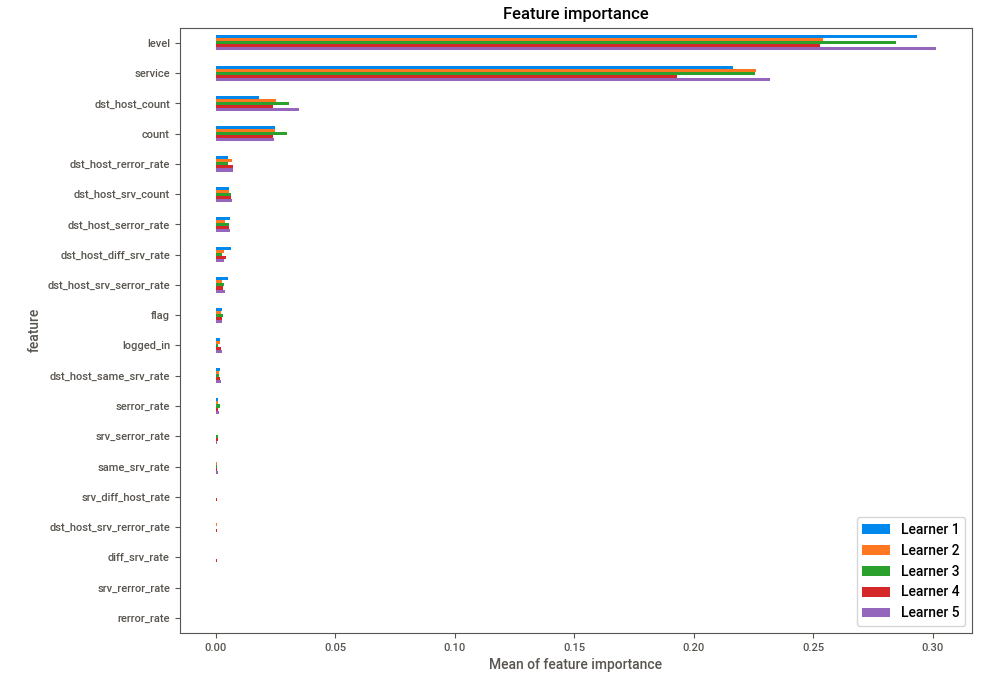 Feature importance
level
service
dst_host_count
count
dst_host_rerror_rate
dst_host_srv_count
dst_host_serror_rate
dst_host_diff_srv_rate
dst_host_srv_serror_rate
flag
logged_in
dst_host_same_srv_rate
serror_rate
srv_serror_rate
same_srv_rate
srv_diff_host_rate
dst_host_srv_rerror_rate
diff_srv_rate
srv_rerror_rate
rerror_rate
feature
Learner 1
Learner 2
Learner 3
Learner 4
Learner 5
0.00 0.05 0.10 0.15 0.20 0.25 0.30
Mean of feature importance